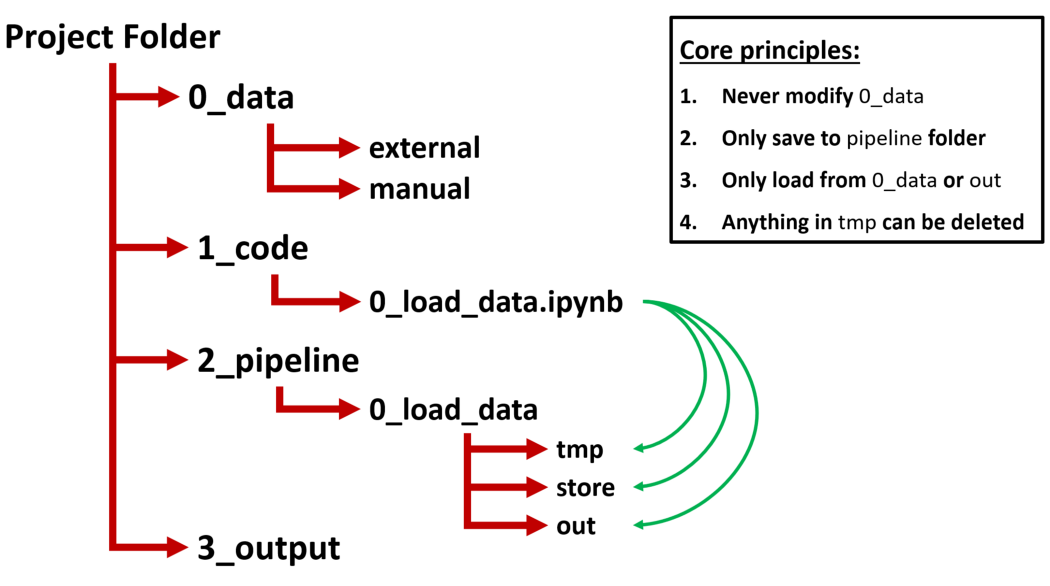 Project Folder
0_data
external
manual
1_code
0_load_data.ipynb
2_pipeline
0_load_data
tmp
store
out
3_output
Core principles:
1. Never modify 0_data
2. Only save to pipeline folder
3. Only load from 0_data or out
4. Anything in tmp can be deleted